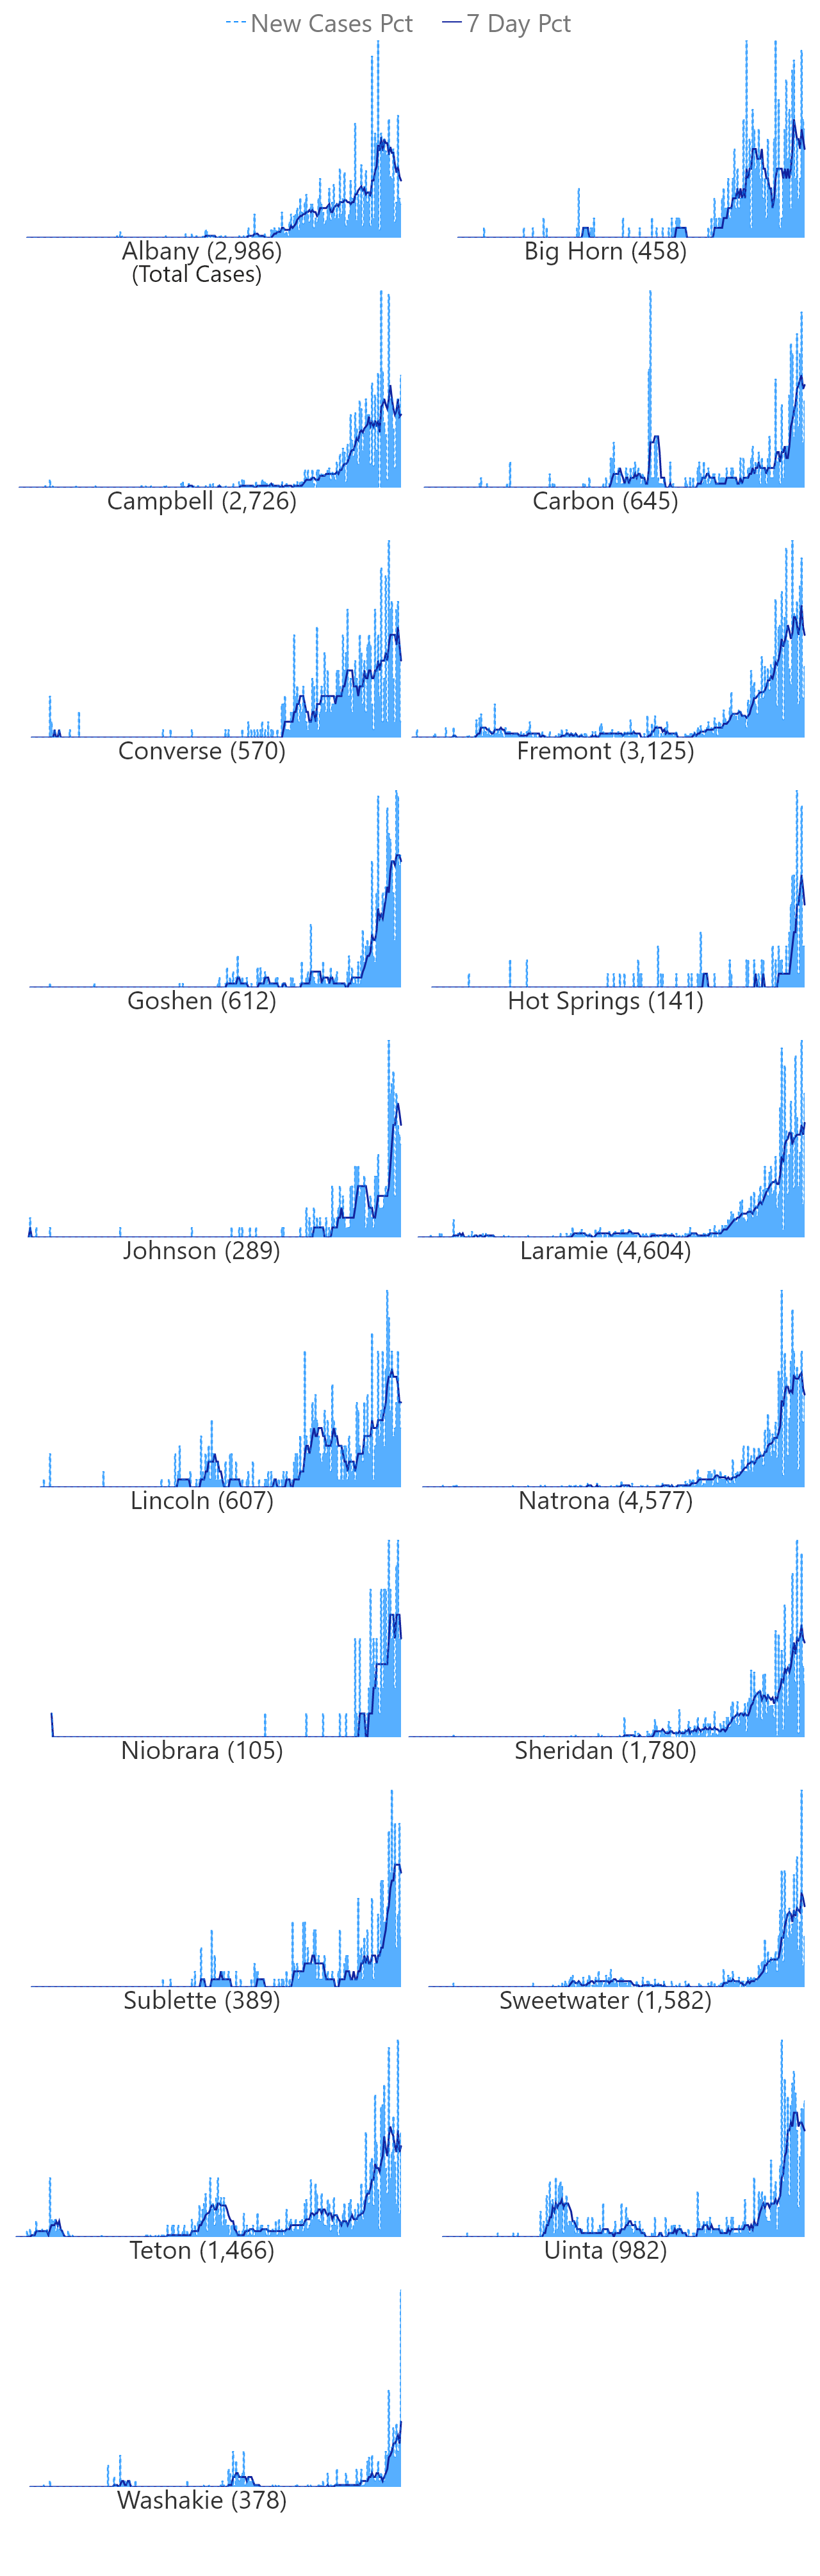 New Cases Pct 7 Day Pct
Albany (2,986)
(Total Cases)
Big Horn (458)
Campbell (2,726)
Carbon (645)
Converse (570)
Fremont (3,125)
Goshen (612)
Hot Springs (141)
Johnson (289)
Laramie (4,604)
Lincoln (607)
Natrona (4,577)
Niobrara (105)
Sheridan (1,780)
Sublette (389)
Sweetwater (1,582)
Teton (1,466)
Uinta (982)
Washakie (378)